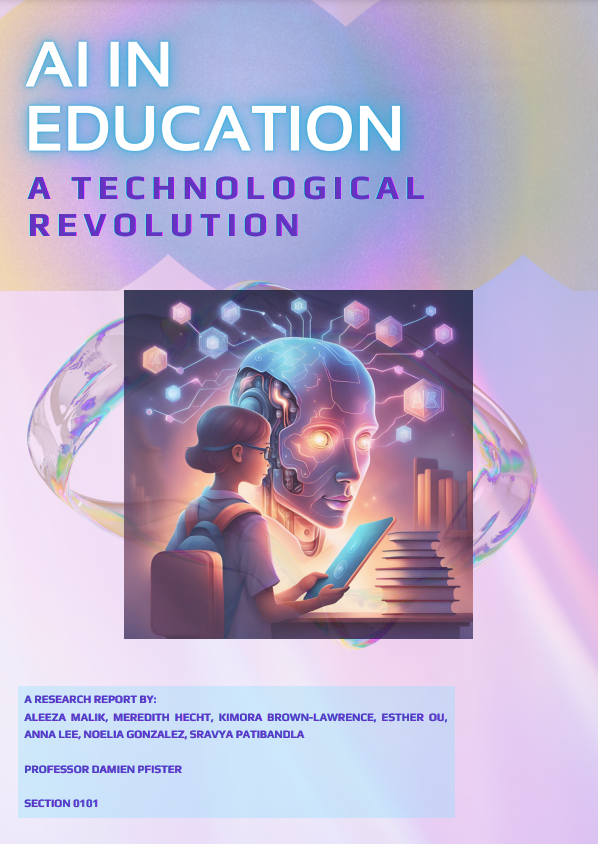 AI IN
EDUCATION
A TECHNOLOGICAL
REVOLUTION
A RESEARCH REPORT BY:
ALEEZA MALIK, MEREDITH HECHT, KIMORA BROWN-LAWRENCE, ESTHER OU,
ANNA LEE, NOELIA GONZALEZ, SRAVYA PATIBANDLA
PROFESSOR DAMIEN PFISTER
SECTION 0101